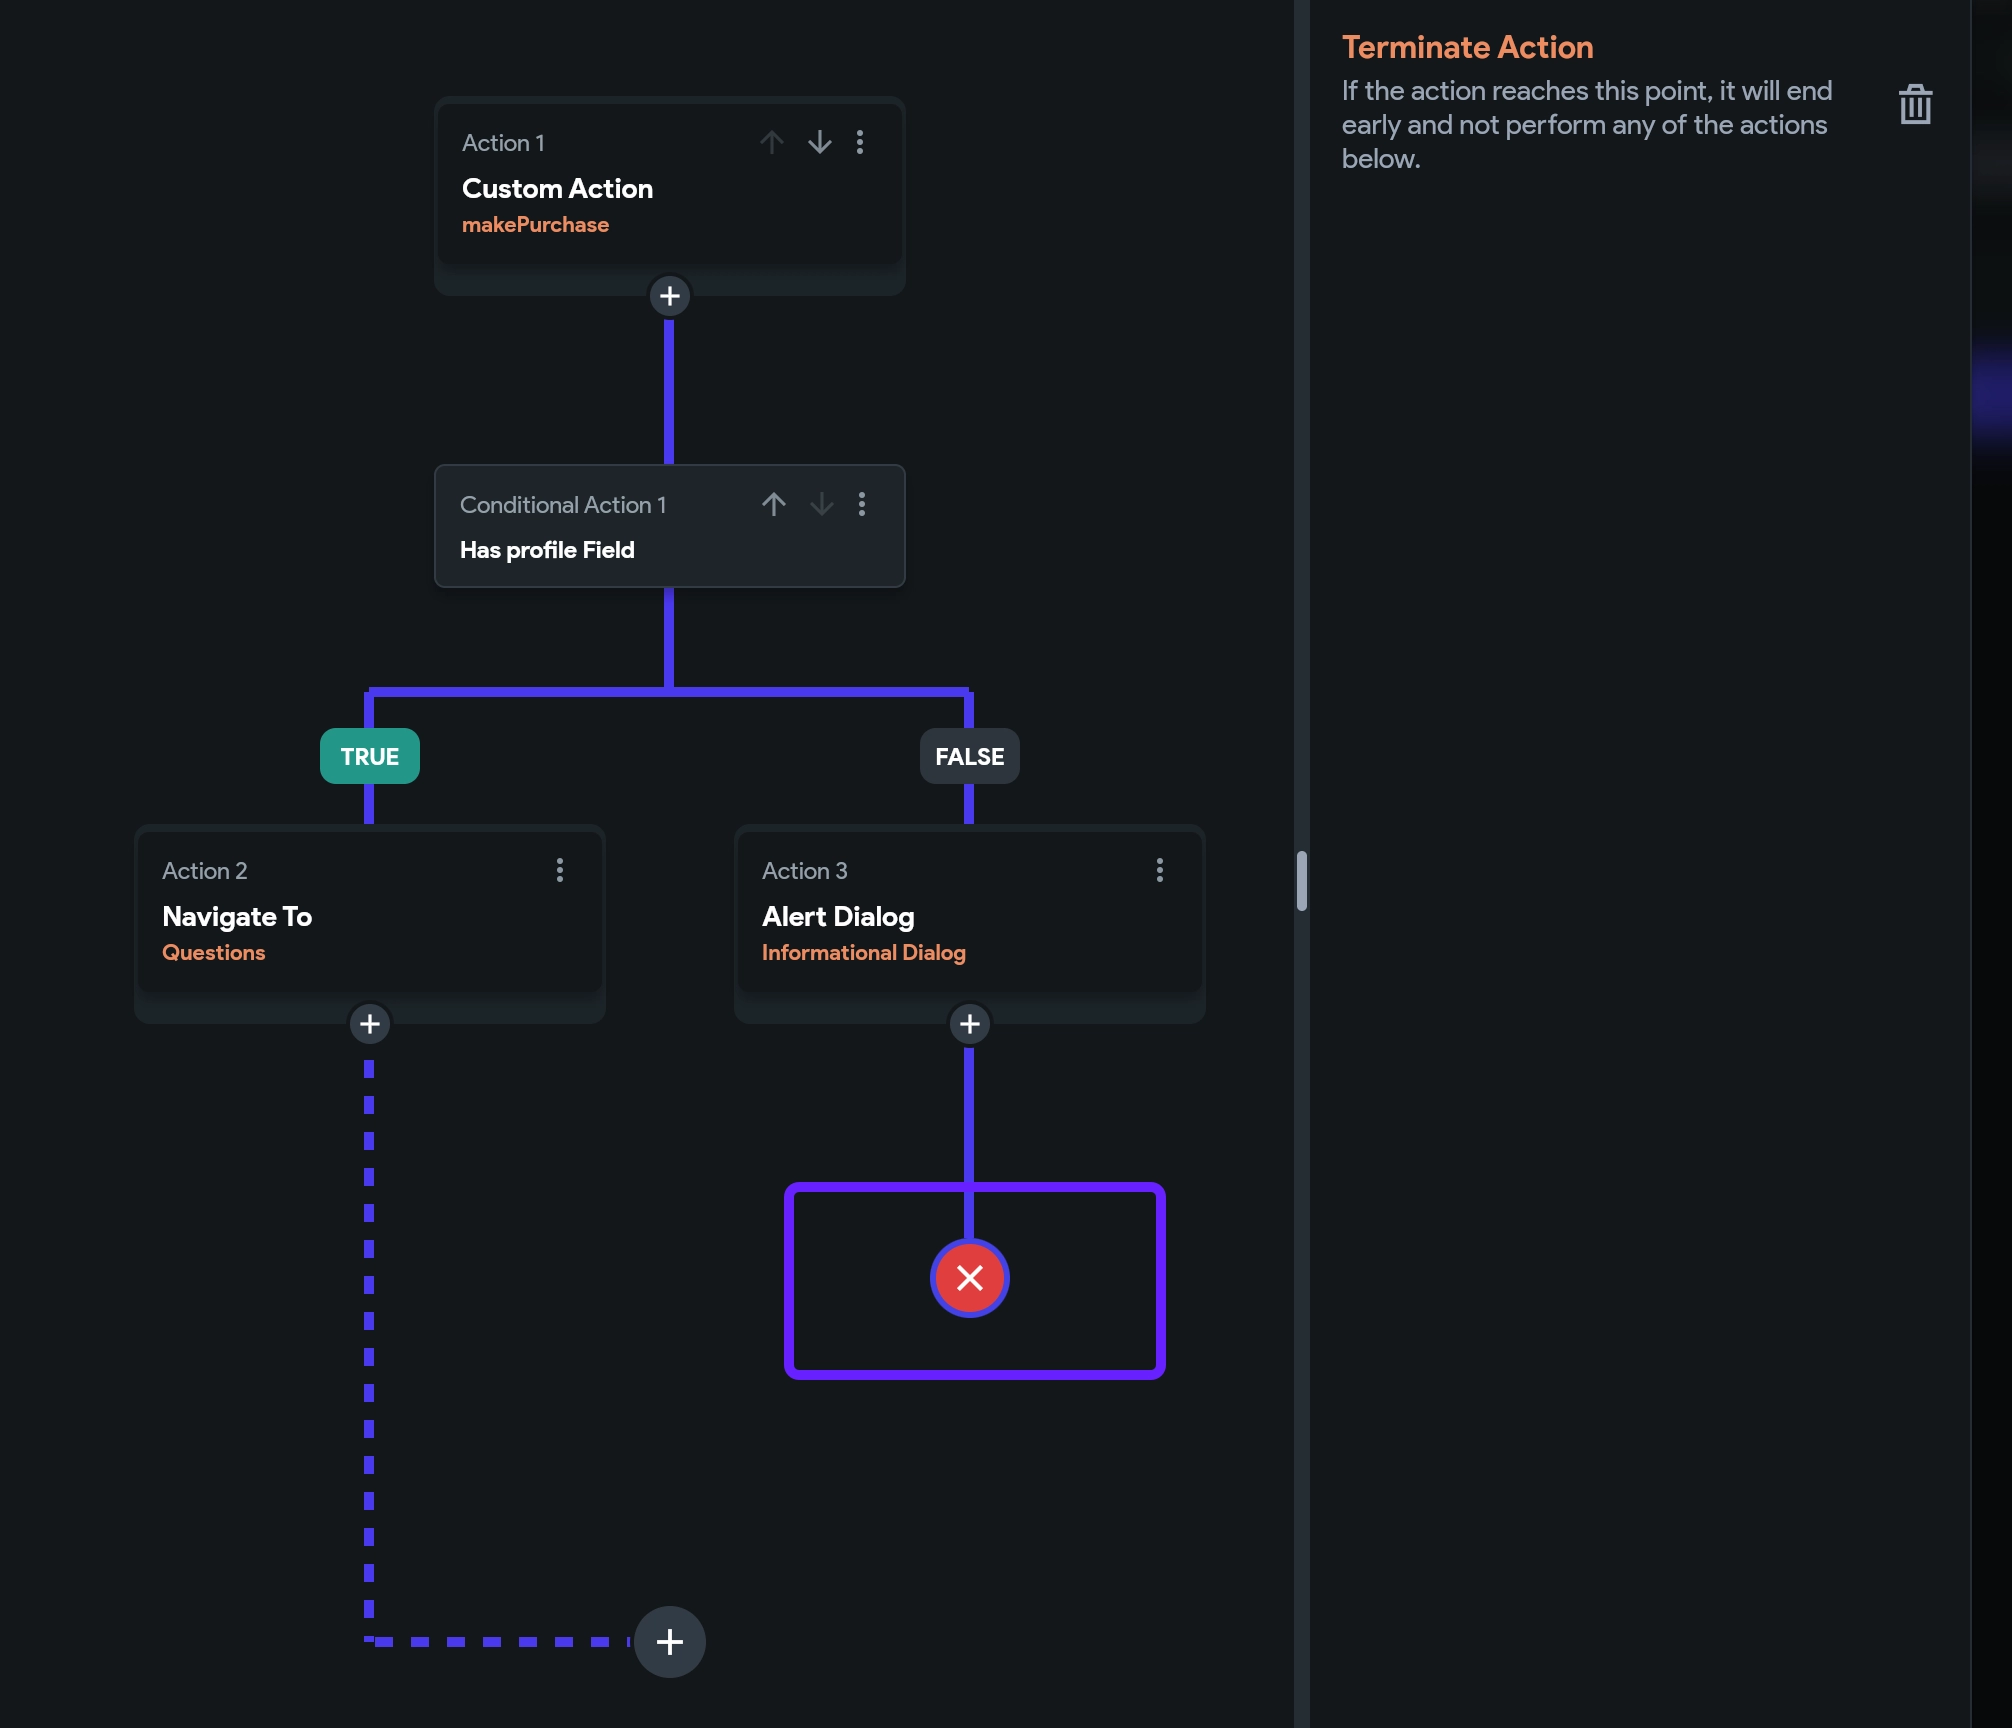 Action 1
Custom Action
makePurchase
Conditional Action 1
Has profile Field
TRUE
FALSE
Action 2
Navigate To
Questions
Action 3
Alert Dialog
Informational Dialog
Terminate Action
If the action reaches this point, it will end
early and not perform any of the actions
below.